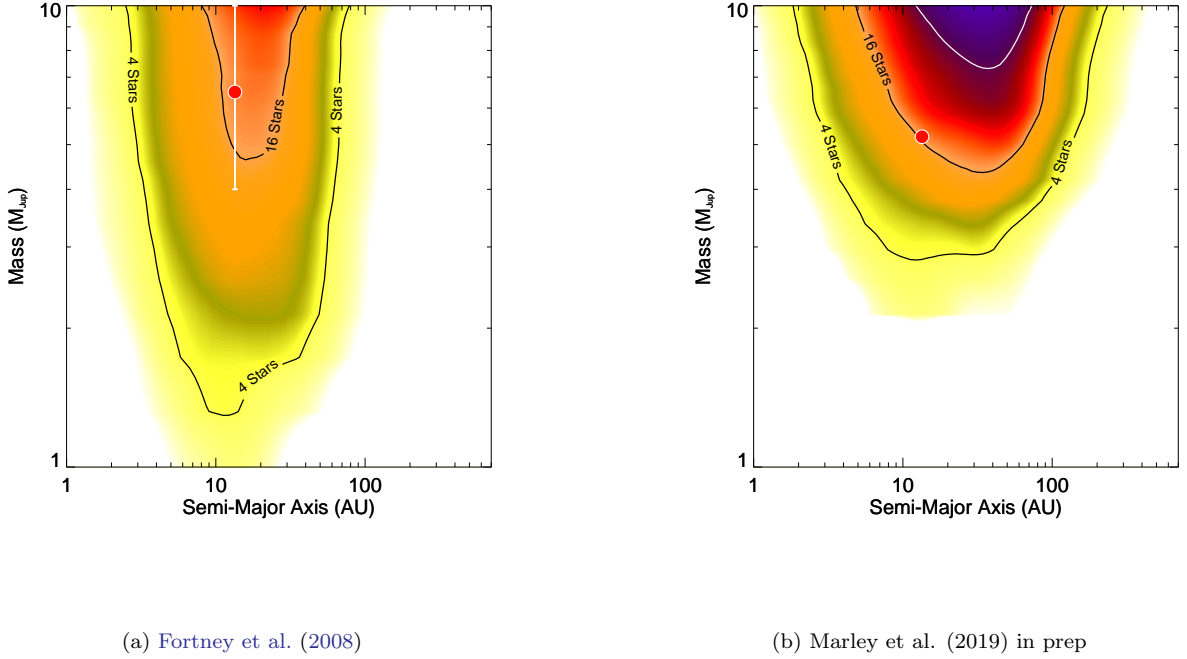 10
4 Stars
16 Stars
4 Stars
4 Stars
1
Mass (MJup)
1
10
100
Semi-Major Axis (AU)
(a) Fortney et al. (2008)
10
16 Stars
4 Stars
4 Stars
1
Mass (MJup)
1
10
100
Semi-Major Axis (AU)
(b) Marley et al. (2019) in prep